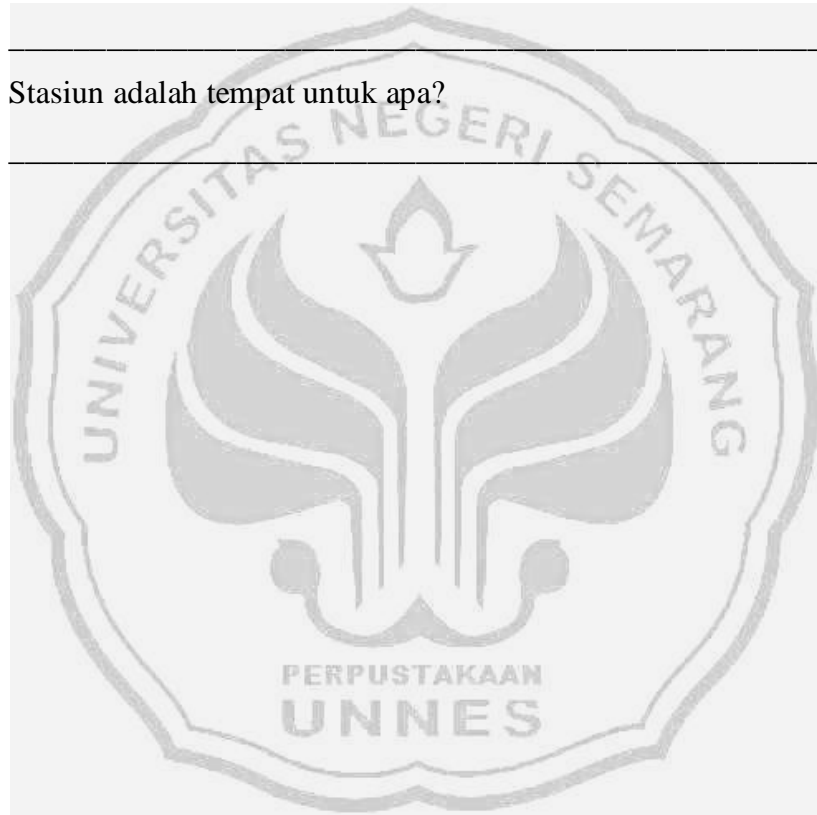 Stasiun adalah tempat untuk apa?
UNIVERSITAS NEGERI SEMARANG
PERPUSTAKAAN
UNNES